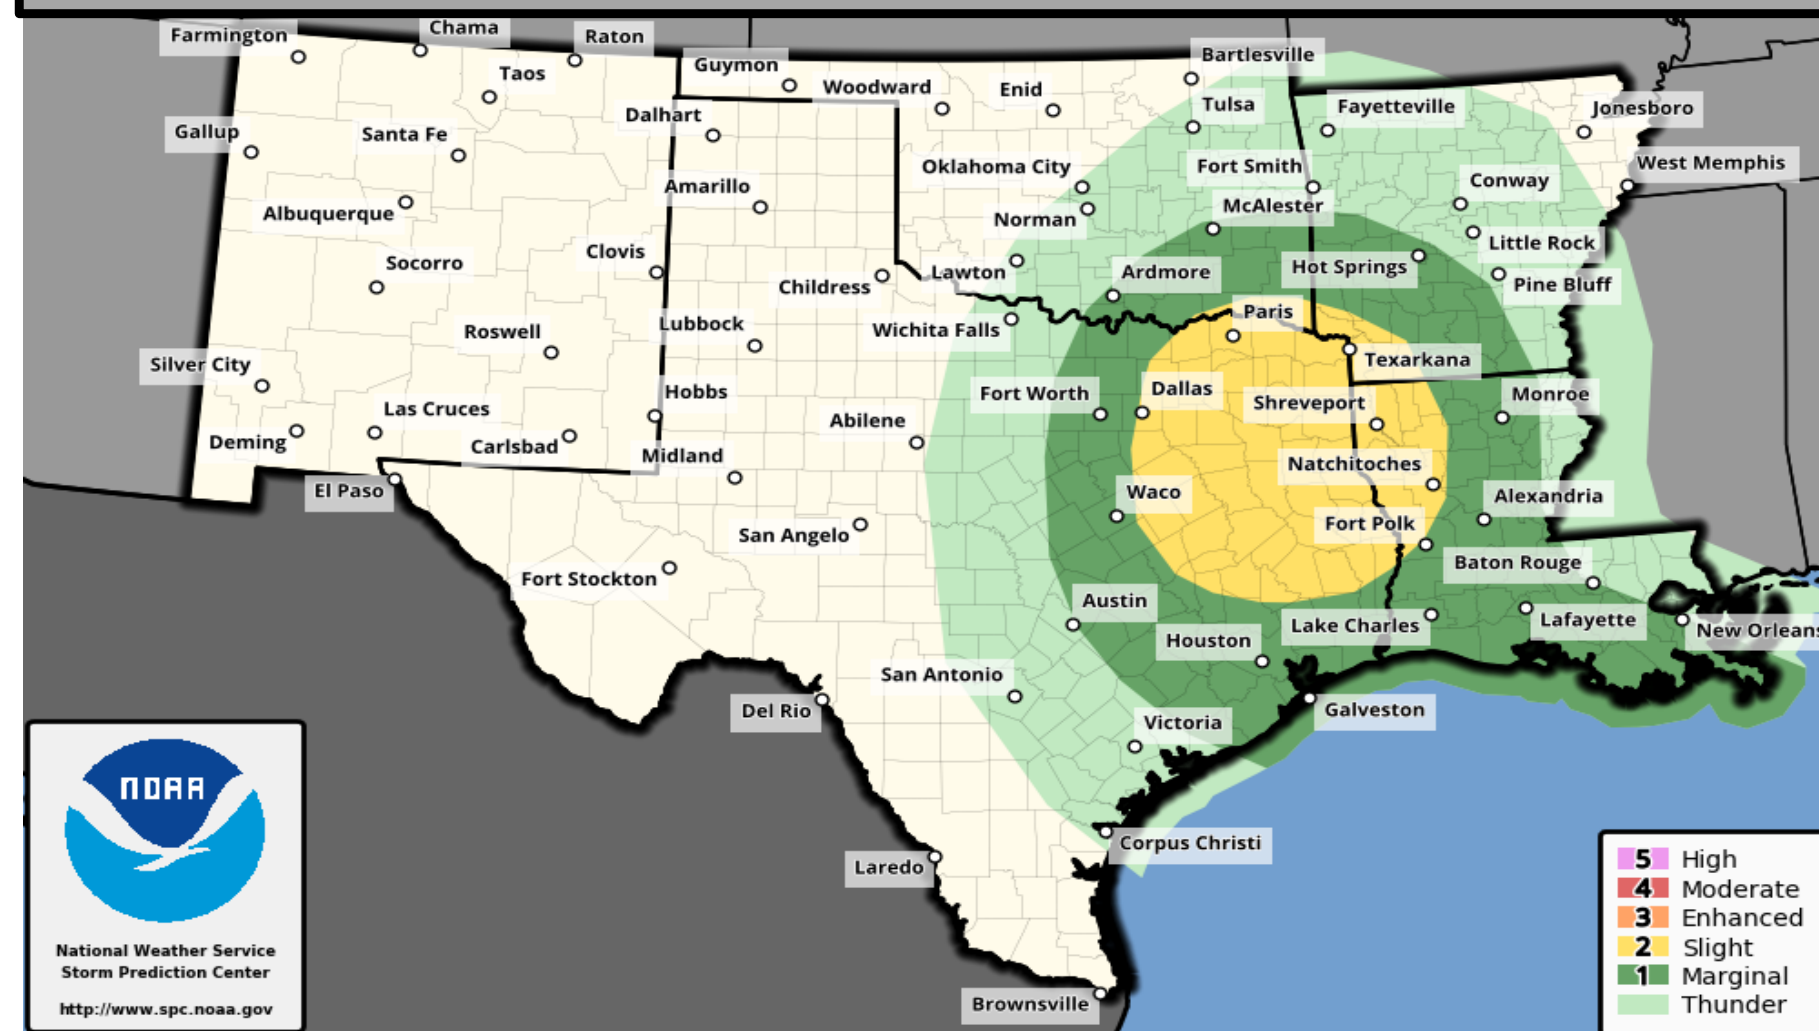 Farmington
Chama
Raton
Taos
Guymon
Woodward
Enid
Bartlesville
Gallup
Santa Fe
Dalhart
Tulsa
Fayetteville
Jonesboro
Albuquerque
Amarillo
Oklahoma City
Fort Smith
Conway
West Memphis
Socorro
Clovis
Norman
McAlester
Little Rock
Childress
Lawton
Ardmore
Hot Springs
Pine Bluff
Roswell
Lubbock
Wichita Falls
Paris
Silver City
Texarkana
Las Cruces
Hobbs
Fort Worth
Dallas
Shreveport
Monroe
Deming
Carlsbad
Midland
Abilene
Natchitoches
El Paso
Waco
Alexandria
San Angelo
Fort Polk
Fort Stockton
Baton Rouge
Austin
Houston
Lake Charles
Lafayette
New Orleans
San Antonio
Del Rio
Victoria
Galveston
Corpus Christi
Laredo
Brownsville
NOAA
National Weather Service
Storm Prediction Center
http://www.spc.noaa.gov
5 High
4 Moderate
3 Enhanced
2 Slight
1 Marginal
Thunder